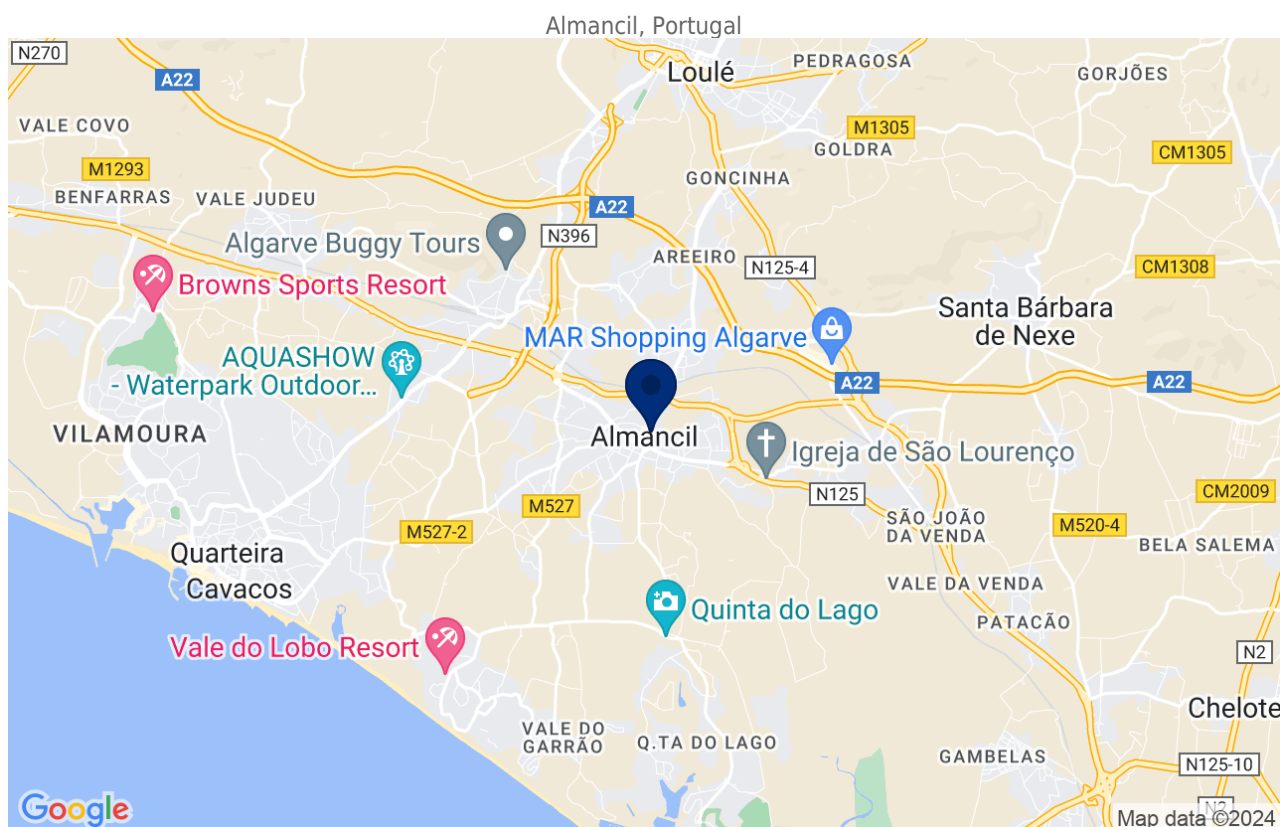 Almancil, Portugal
N270
Loulé
PEDRAGOSA
GORJÕES
A22
VALE COVO
M1305
GOLDRA
CM1305
M1293
GONCINHA
BENFARRAS
VALE JUDEU
A22
N396
Algarve Buggy Tours
AREEIRO
N125-4
CM1308
Browns Sports Resort
Santa Bárbara
de Nexe
MAR Shopping Algarve
AQUASHOW
- Waterpark Outdoor...
A22
A22
VILAMOURA
Almancil
Igreja de São Lourenço
N125
CM2009
M527
M527-2
SÃO JOÃO
DA VENDA
M520-4
BELA SALEMA
Quarteira
Cavacos
VALE DA VENDA
Quinta do Lago
PATACÃO
Vale do Lobo Resort
N2
Chelote
VALE DO
GARRÃO
Q.TA DO LAGO
GAMBELAS
N125-10
N2
Google
Map data ©2024